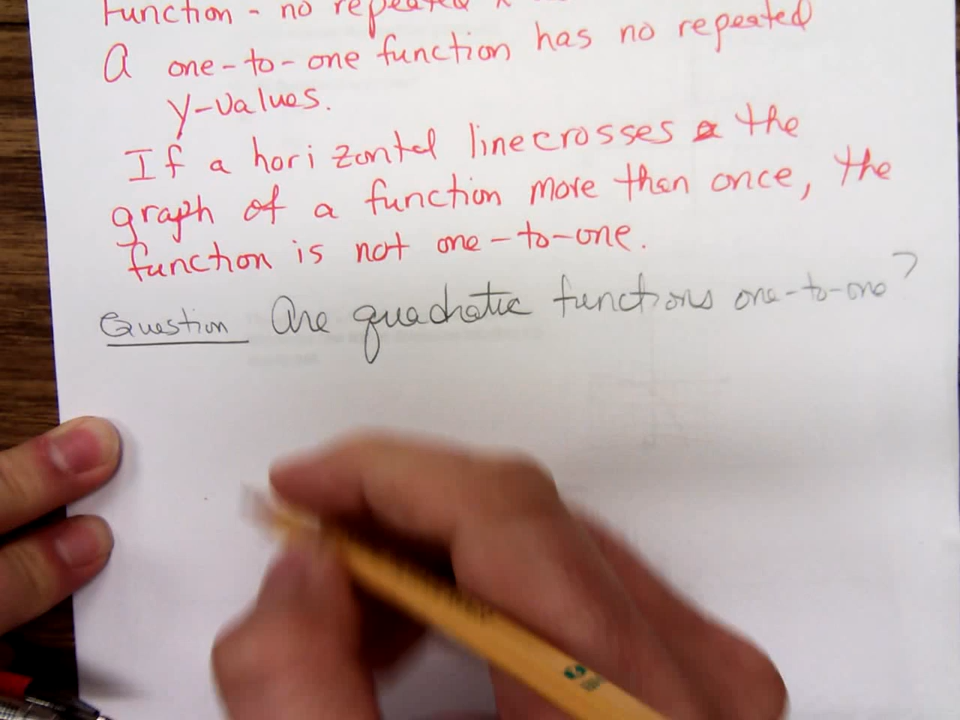 Function - no repeated x
A one-to-one function has no repeated
y-values.
If a horizontal line crosses the
graph of a function more than once, the
function is not one-to-one.
Question Are quadratic functions one-to-one?